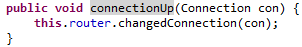 public void connectionUp(Connection con) {
    this.router.changedConnection(con);
}